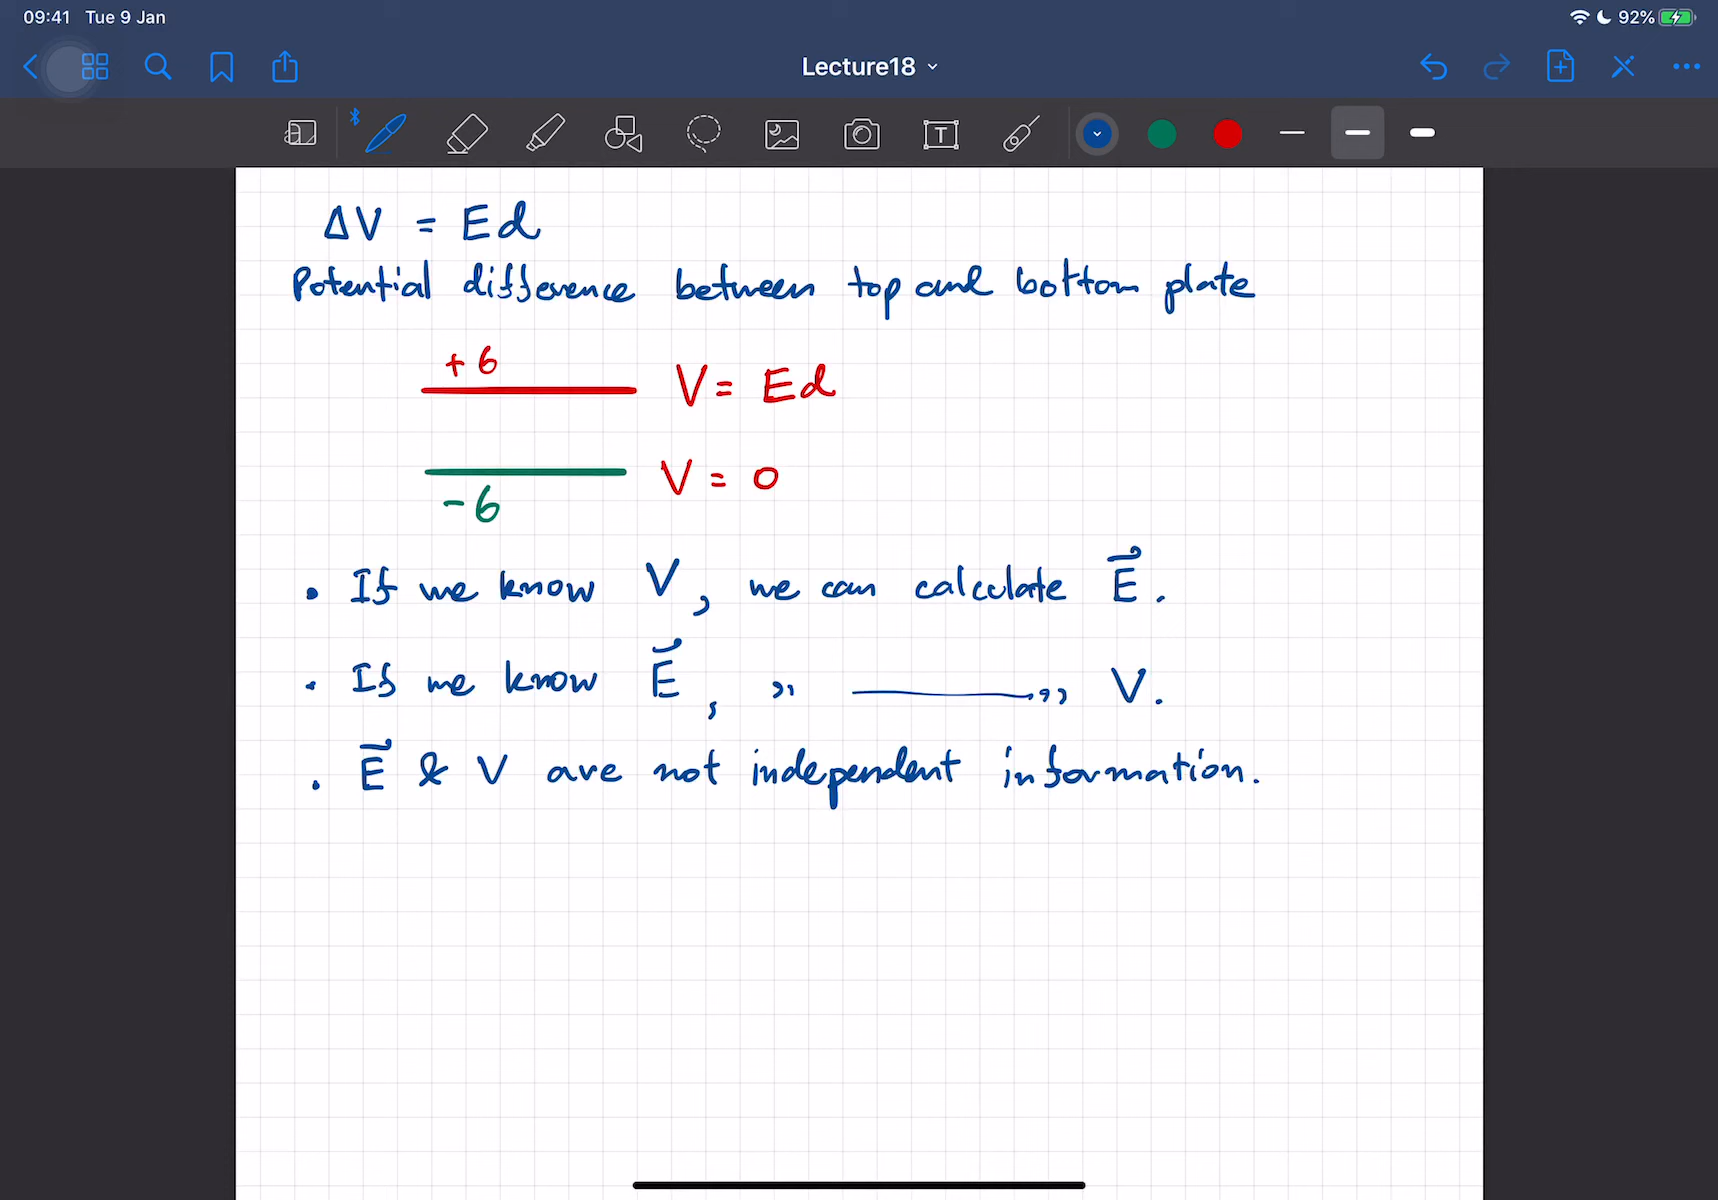 09:41 Tue 9 Jan 92%
Lecture18
ΔV = Ed
Potential difference between top and bottom plate
+6
V = Ed
V = 0
-6
• If we know V, we can calculate E⃗.
• If we know E⃗, ,, ———,, V.
• E⃗ & V are not independent information.